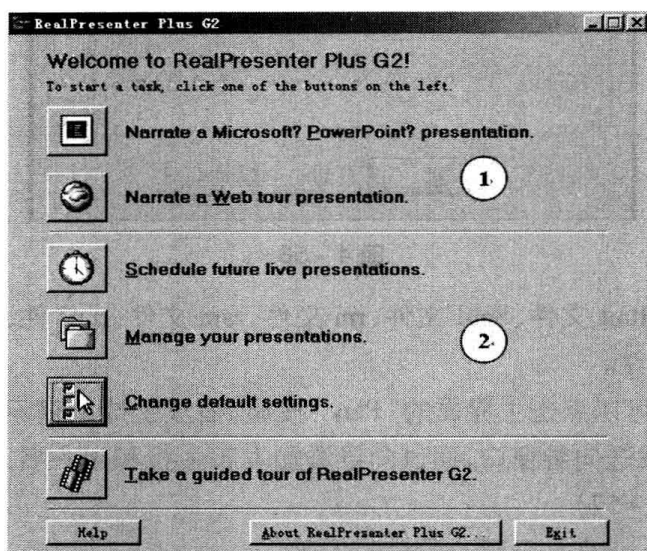 RealPresenter Plus G2
Welcome to RealPresenter Plus G2!
To start a task, click one of the buttons on the left.
Narrate a Microsoft? PowerPoint? presentation.
1
Narrate a Web tour presentation.
Schedule future live presentations.
Manage your presentations.
2
Change default settings.
Take a guided tour of RealPresenter G2.
Help
About RealPresenter Plus G2...
Exit